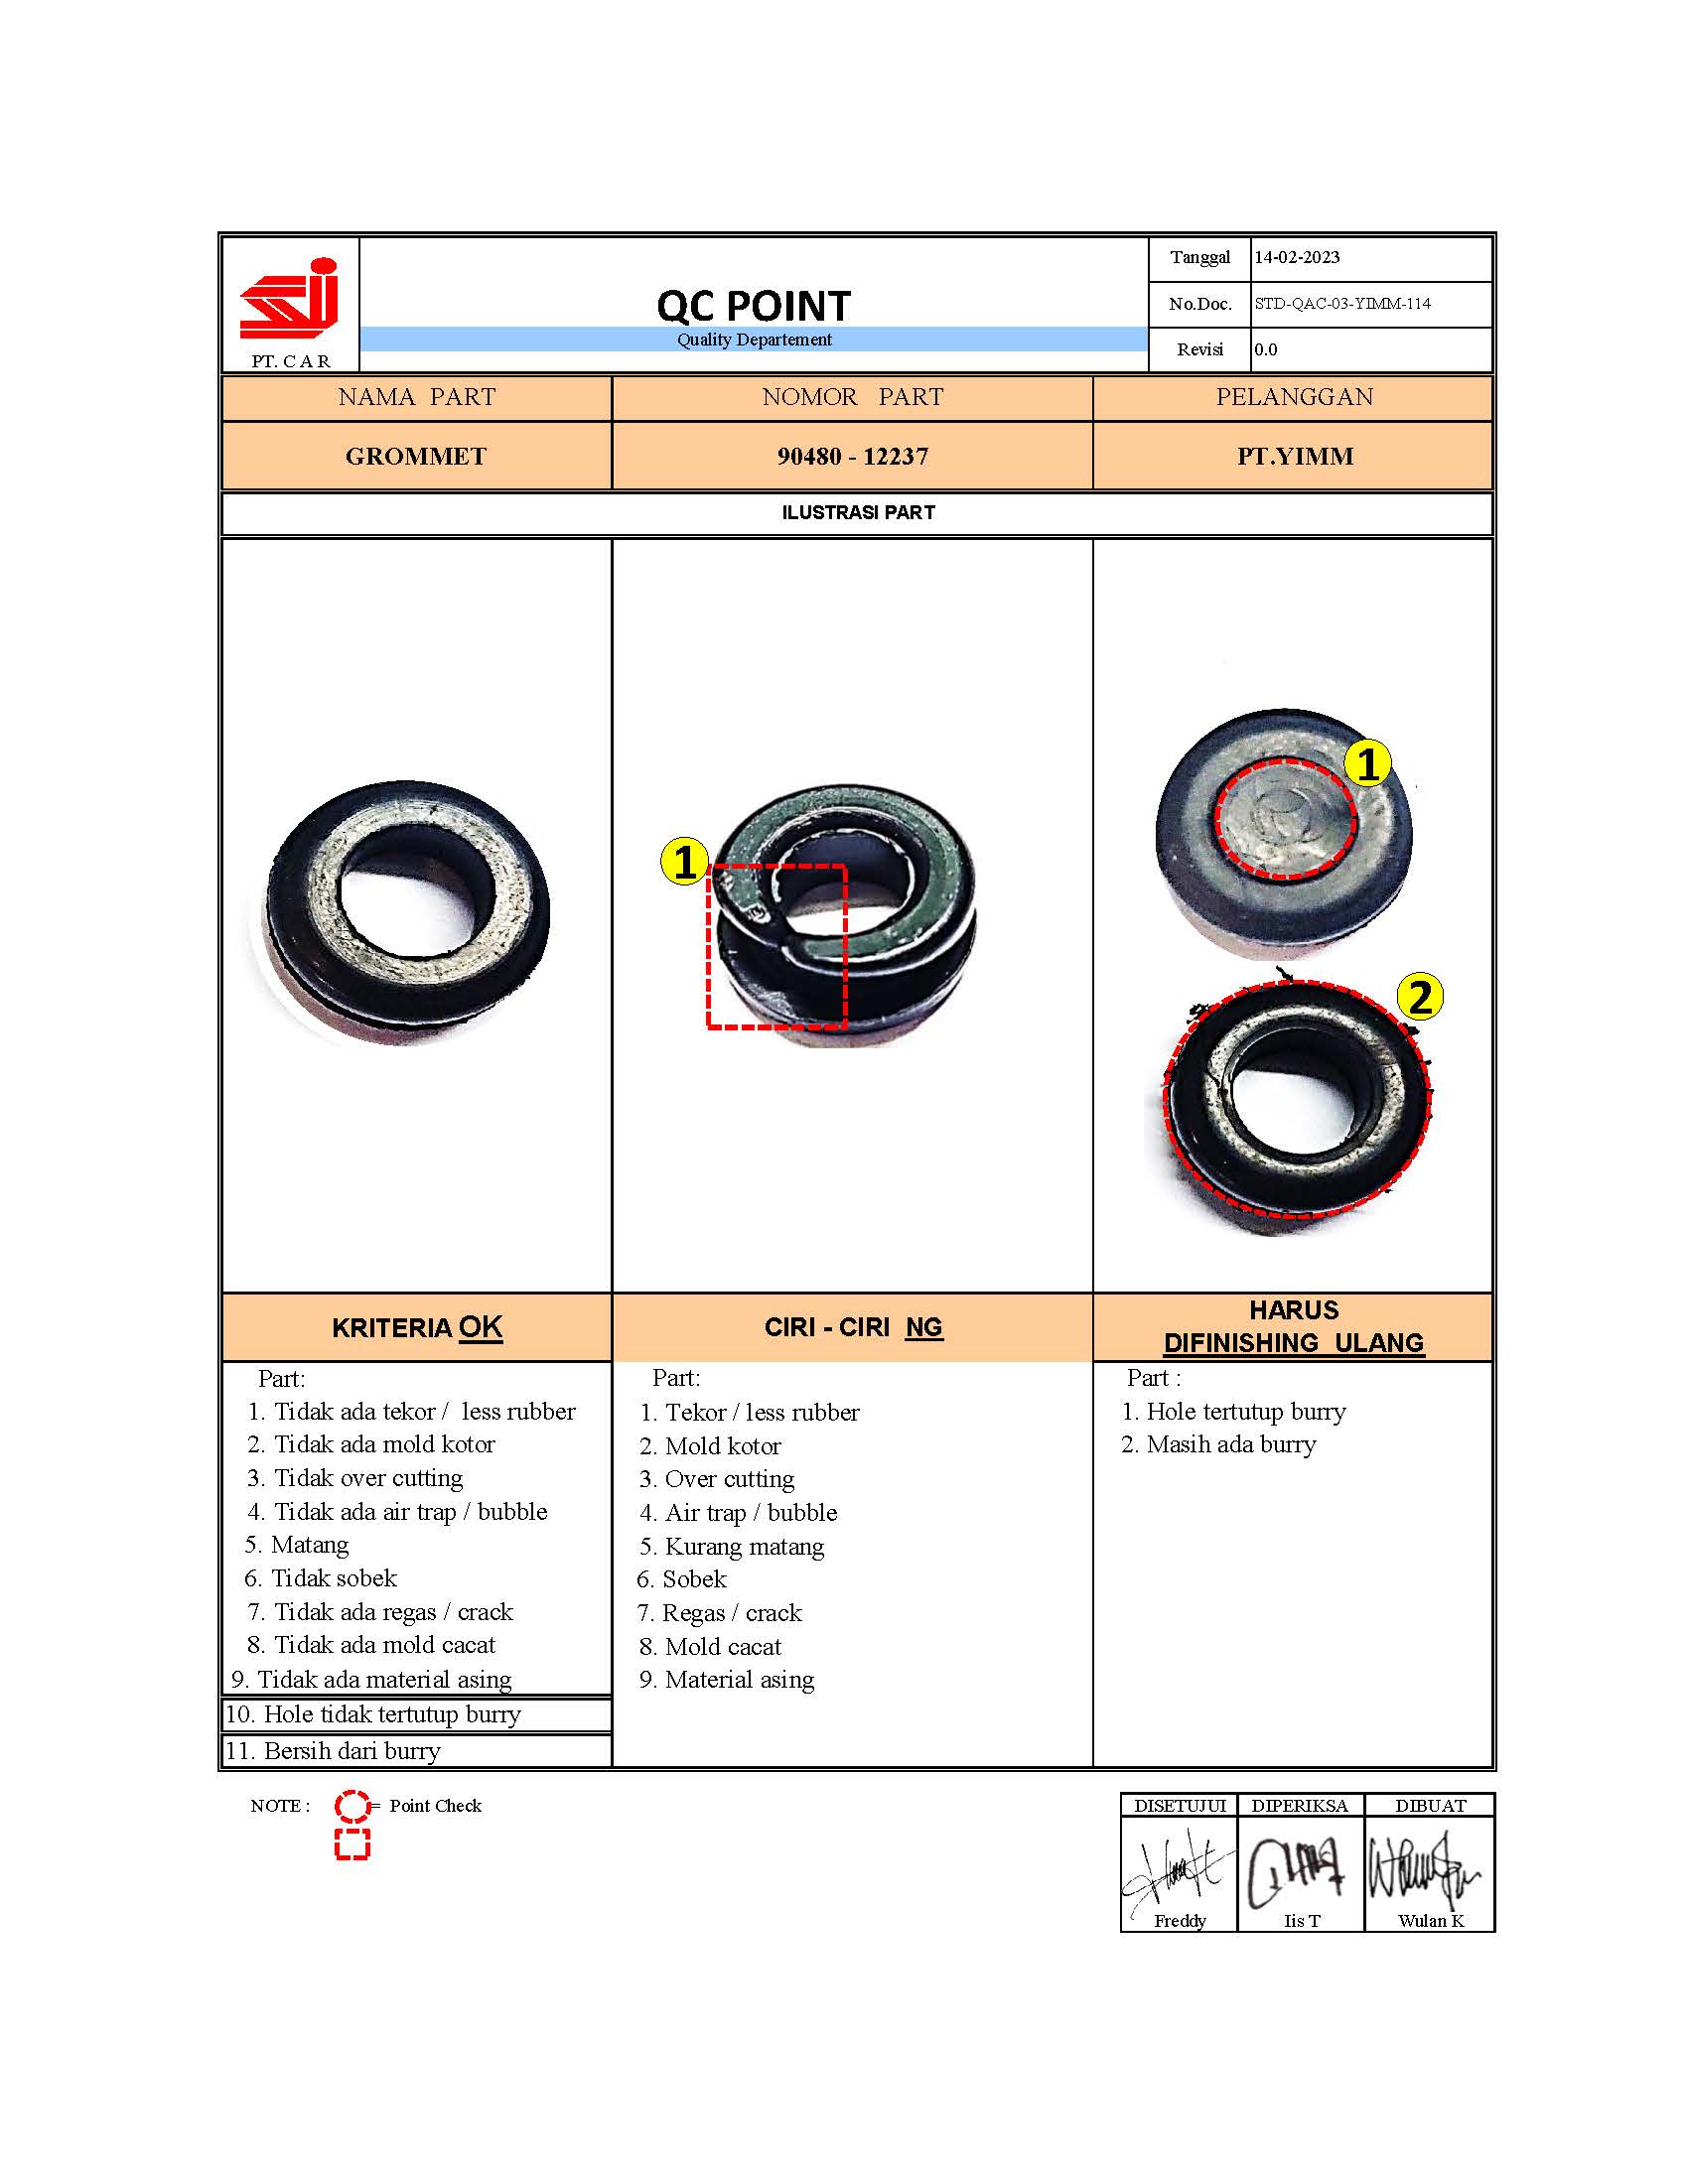 PT. C A R
QC POINT
Quality Departement
Tanggal 14-02-2023
No.Doc. STD-QAC-03-YIMM-114
Revisi 0.0
NAMA PART NOMOR PART PELANGGAN
GROMMET 90480 - 12237 PT.YIMM
ILUSTRASI PART
1
1
2
KRITERIA OK
Part:
1. Tidak ada tekor / less rubber
2. Tidak ada mold kotor
3. Tidak over cutting
4. Tidak ada air trap / bubble
5. Matang
6. Tidak sobek
7. Tidak ada regas / crack
8. Tidak ada mold cacat
9. Tidak ada material asing
10. Hole tidak tertutup burry
11. Bersih dari burry
CIRI - CIRI NG
Part:
1. Tekor / less rubber
2. Mold kotor
3. Over cutting
4. Air trap / bubble
5. Kurang matang
6. Sobek
7. Regas / crack
8. Mold cacat
9. Material asing
HARUS
DIFINISHING ULANG
Part :
1. Hole tertutup burry
2. Masih ada burry
NOTE : = Point Check
DISETUJUI DIPERIKSA DIBUAT
Freddy Iis T Wulan K